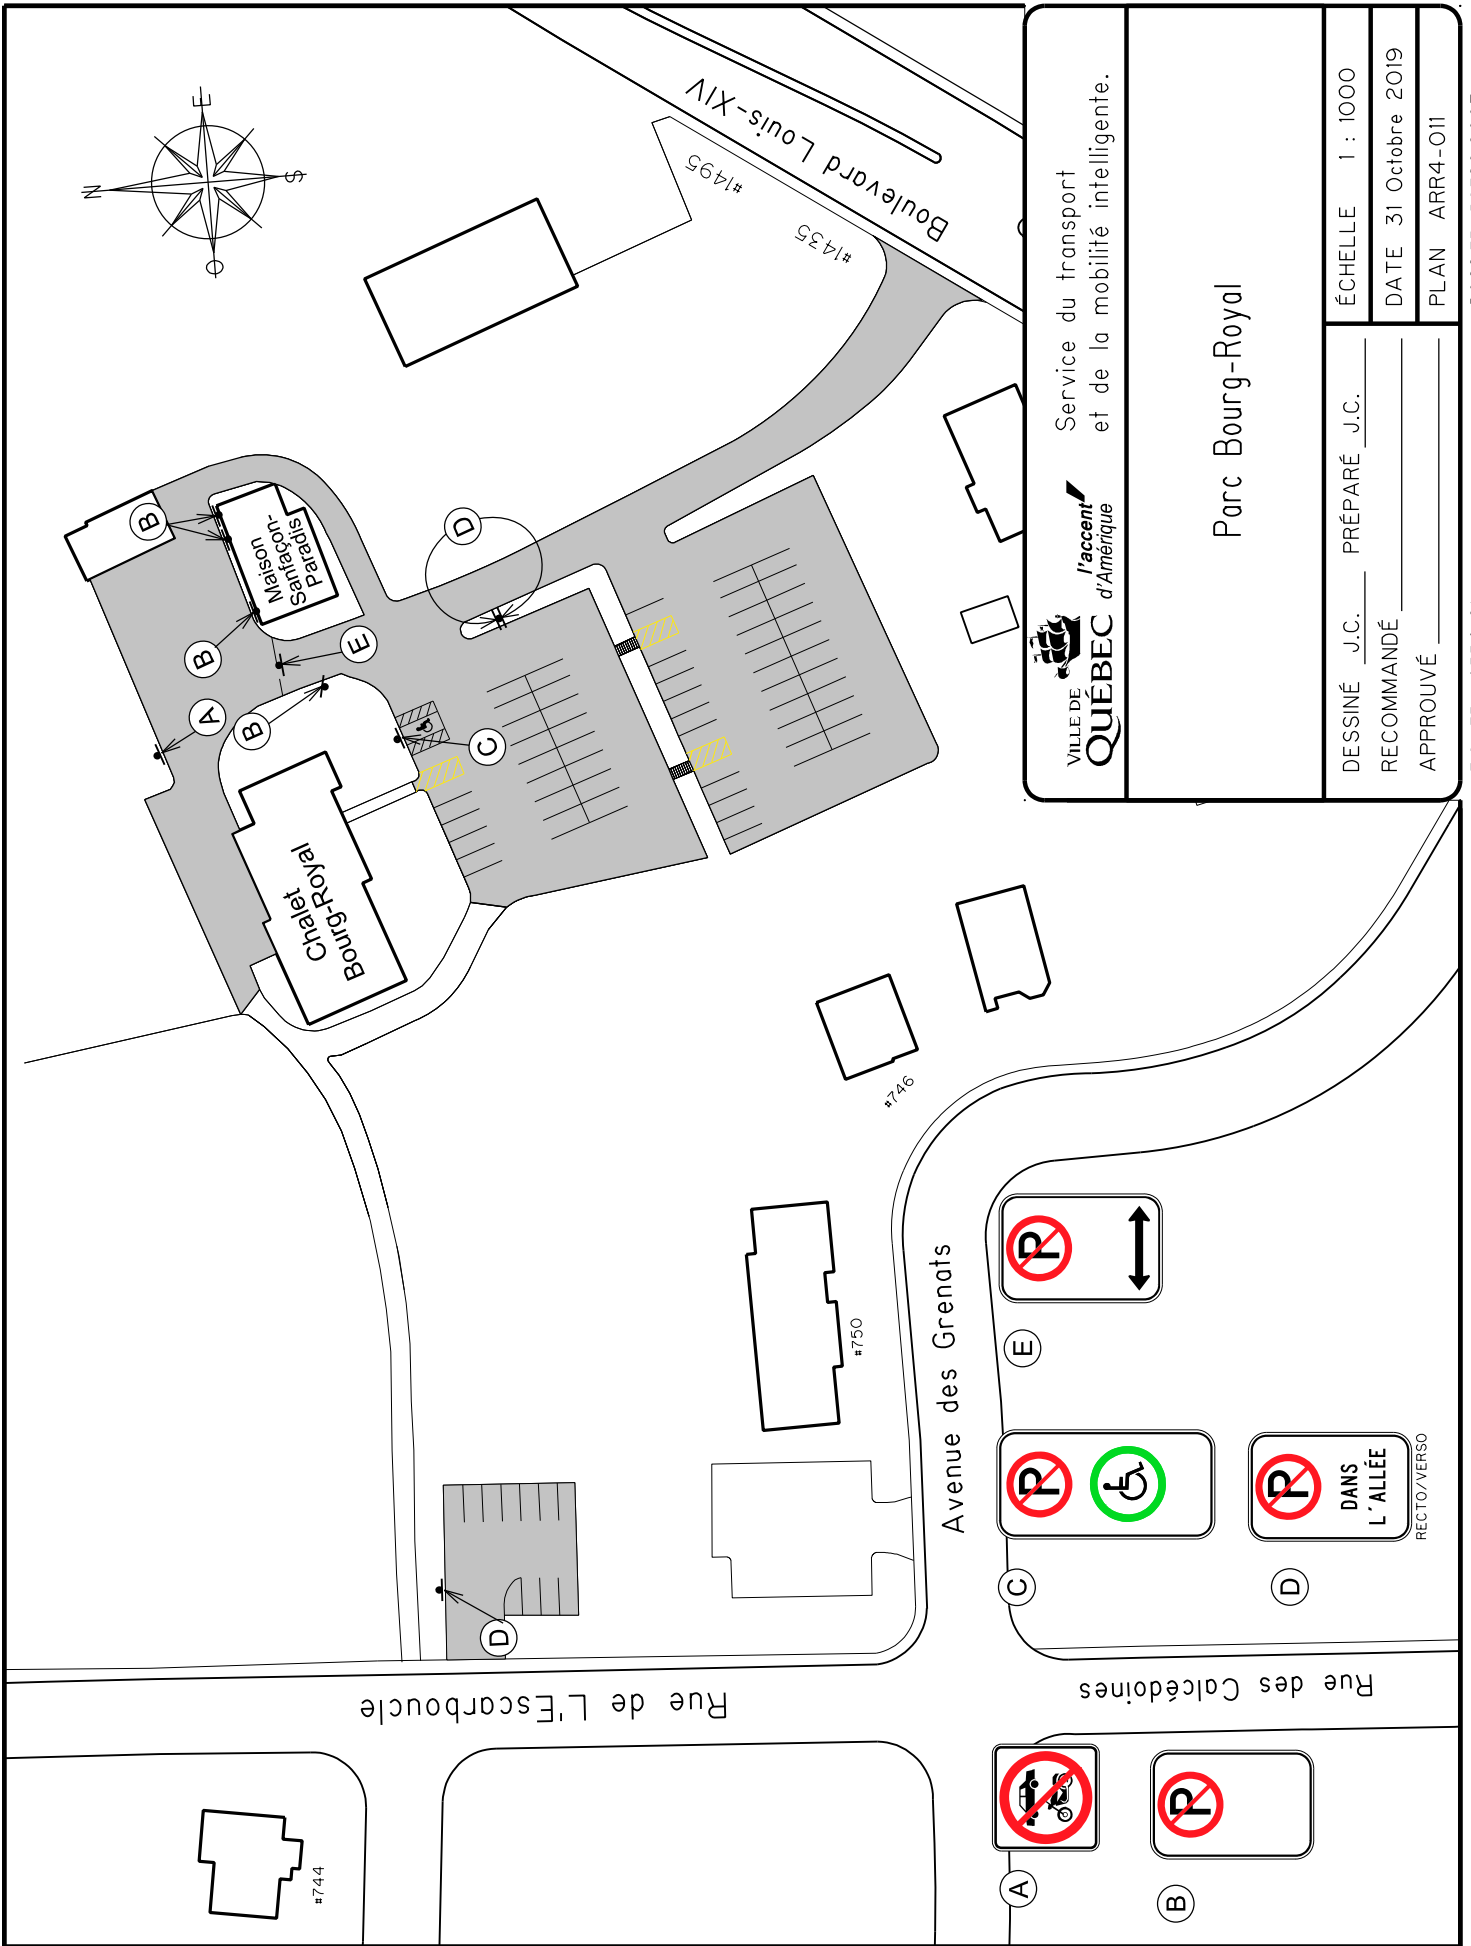 N
E
S
O
Boulevard Louis-XIV
#1495
#1435
B
Maison
Sanfaçon-
Paradis
B
E
A
B
C
D
Chalet
Bourg-Royal
#746
#750
Avenue des Grenats
D
Rue de L'Escarboucle
Rue des Calcédoines
#744
A
B
P
C
P
D
P
DANS
L'ALLÉE
RECTO/VERSO
E
P
VILLE DE
QUÉBEC
l'accent
d'Amérique
Service du transport
et de la mobilité intelligente.
Parc Bourg-Royal
DESSINÉ J.C. PRÉPARÉ J.C.
RECOMMANDÉ
APPROUVÉ
ÉCHELLE 1 : 1000
DATE 31 Octobre 2019
PLAN ARR4-011